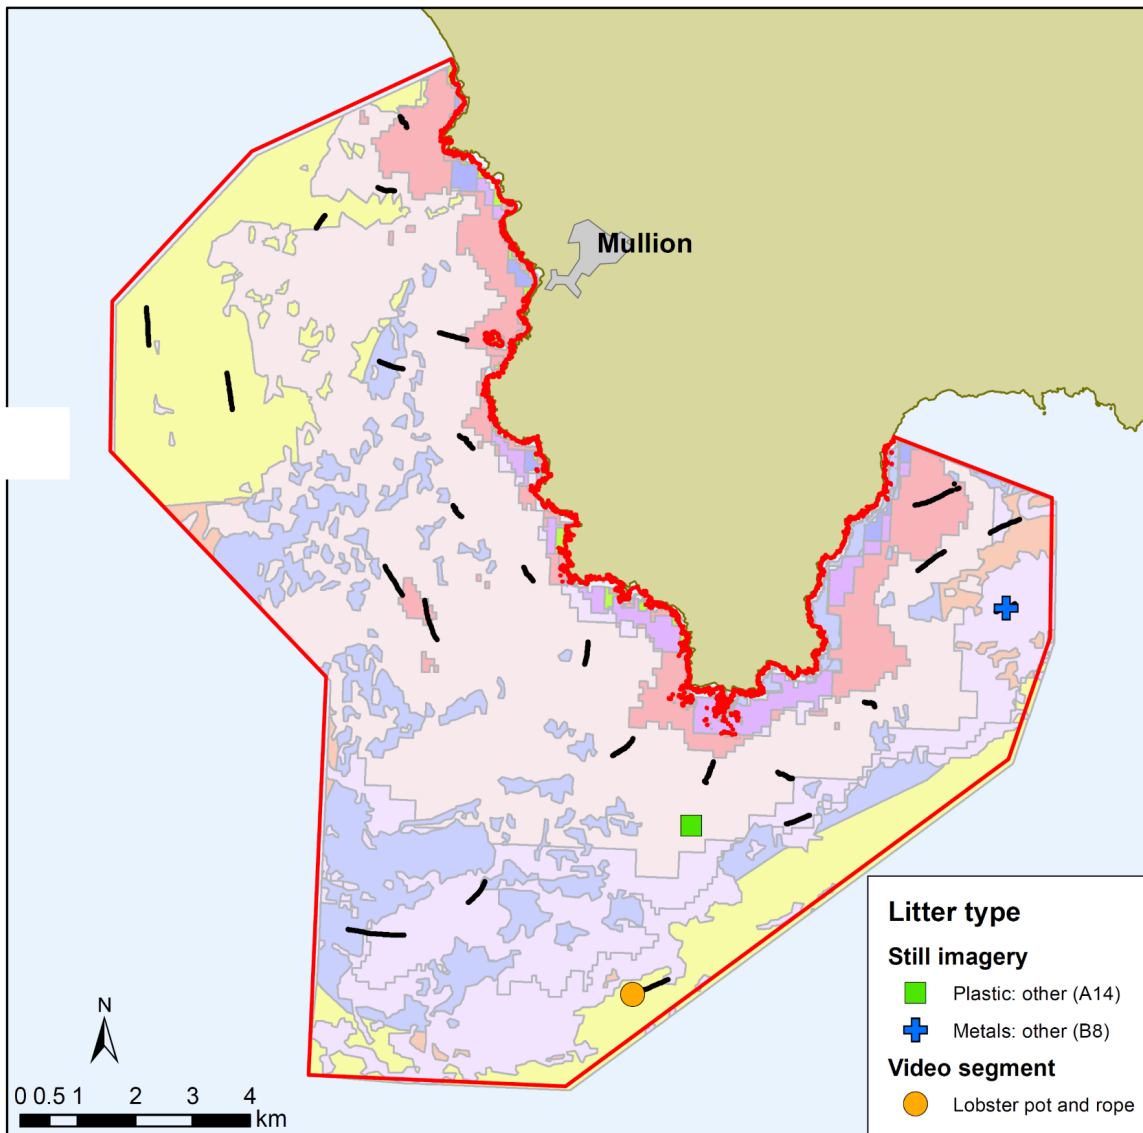 Mullion
N
0 0.5 1 2 3 4
km
Litter type
Still imagery
Plastic: other (A14)
Metals: other (B8)
Video segment
Lobster pot and rope